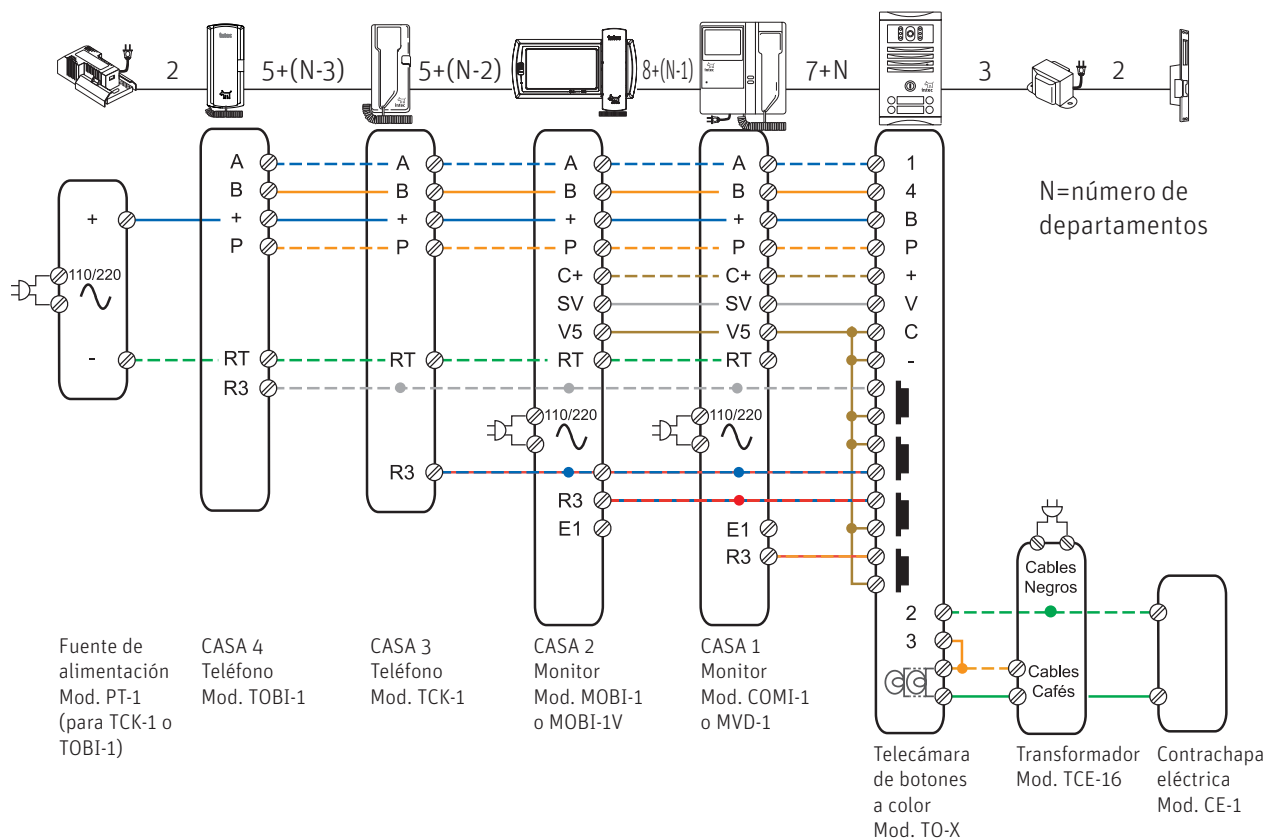 2
5+(N-3)
5+(N-2)
8+(N-1)
7+N
3
2
intec
intec
intec
intec
N=número de
departamentos
+
110/220
-
A
B
+
P
RT
R3
A
B
+
P
RT
R3
A
B
+
P
C+
SV
V5
RT
110/220
R3
E1
A
B
+
P
C+
SV
V5
RT
110/220
E1
R3
1
4
B
P
+
V
C
-
2
3
Cables
Negros
Cables
Cafés
Fuente de
alimentación
Mod. PT-1
(para TCK-1 o
TOBI-1)
CASA 4
Teléfono
Mod. TOBI-1
CASA 3
Teléfono
Mod. TCK-1
CASA 2
Monitor
Mod. MOBI-1
o MOBI-1V
CASA 1
Monitor
Mod. COMI-1
o MVD-1
Telecámara
de botones
a color
Mod. TO-X
Transformador
Mod. TCE-16
Contrachapa
eléctrica
Mod. CE-1